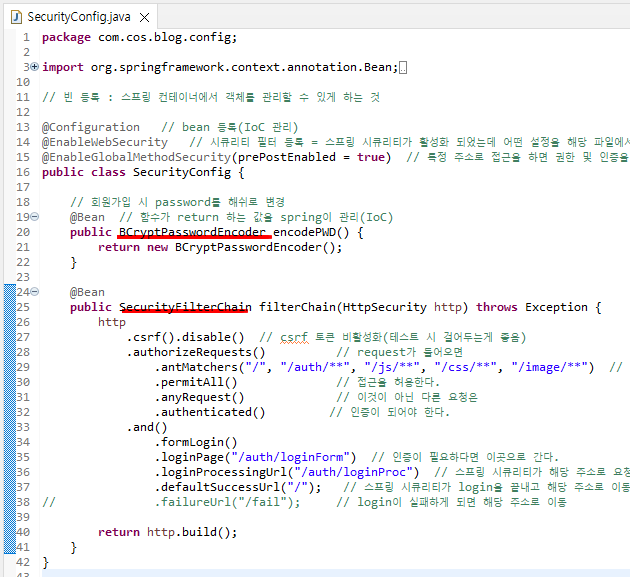 SecurityConfig.java
1 package com.cos.blog.config;
2
3 import org.springframework.context.annotation.Bean;
10
11 // 빈 등록 : 스프링 컨테이너에서 객체를 관리할 수 있게 하는 것
12
13 @Configuration // bean 등록(IoC 관리)
14 @EnableWebSecurity // 시큐리티 필터 등록 = 스프링 시큐리티가 활성화 되었는데 어떤 설정을 해당 파일에서
15 @EnableGlobalMethodSecurity(prePostEnabled = true) // 특정 주소로 접근을 하면 권한 및 인증을
16 public class SecurityConfig {
17
18 // 회원가입 시 password를 해쉬로 변경
19 @Bean // 함수가 return 하는 값을 spring이 관리(IoC)
20 public BCryptPasswordEncoder encodePWD() {
21 return new BCryptPasswordEncoder();
22 }
23
24 @Bean
25 public SecurityFilterChain filterChain(HttpSecurity http) throws Exception {
26 http
27 .csrf().disable() // csrf 토큰 비활성화(테스트 시 걸어두는게 좋음)
28 .authorizeRequests() // request가 들어으면
29 .antMatchers("/", "/auth/**", "/js/**", "/css/**", "/image/**") //
30 .permitAll() // 접근을 허용한다.
31 .anyRequest() // 이것이 아닌 다른 요청은
32 .authenticated() // 인증이 되어야 한다.
33 .and()
34 .formLogin()
35 .loginPage("/auth/loginForm") // 인증이 필요하다면 이곳으로 간다.
36 .loginProcessingUrl("/auth/loginProc") // 스프링 시큐리티가 해당 주소로 요청
37 .defaultSuccessUrl("/"); // 스프링 시큐리티가 login을 끝내고 해당 주소로 이동
38 // .failureUrl("/fail"); // login이 실패하게 되면 해당 주소로 이동
39
40 return http.build();
41 }
42 }
43